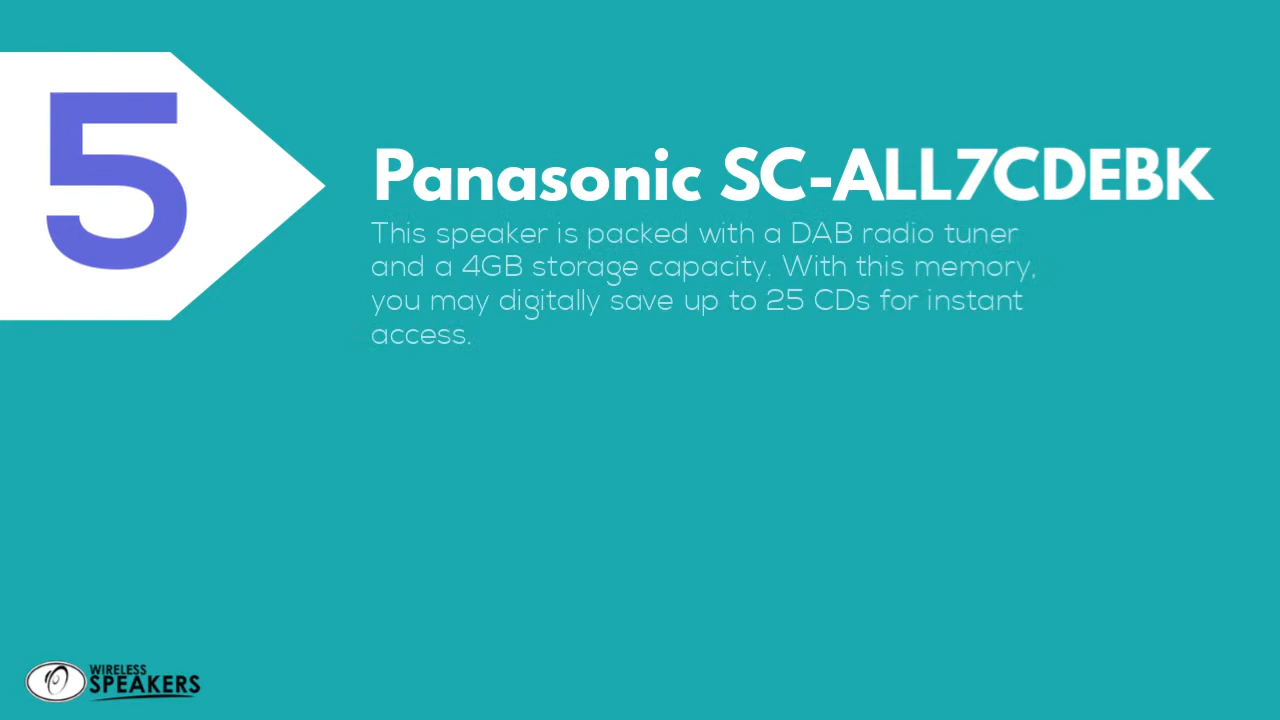 5
Panasonic SC-ALL7CDEBK
This speaker is packed with a DAB radio tuner
and a 4GB storage capacity. With this memory,
you may digitally save up to 25 CDs for instant
access.
WIRELESS
SPEAKERS